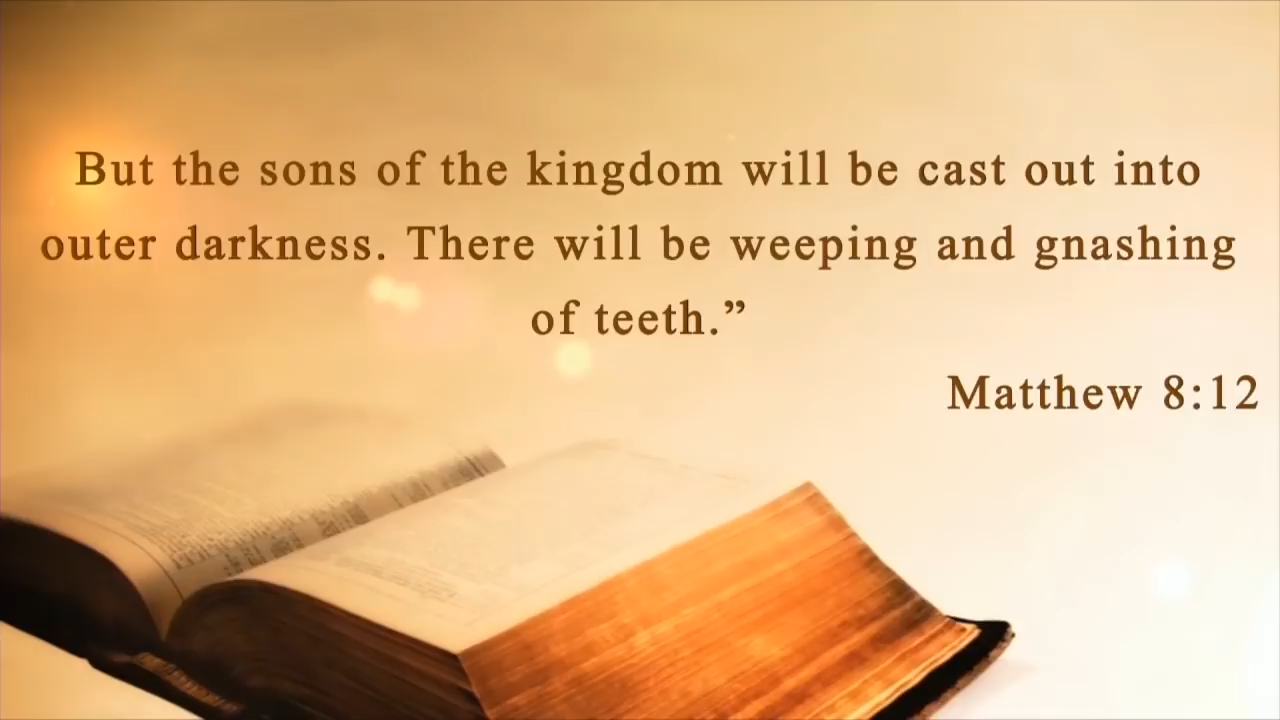 But the sons of the kingdom will be cast out into
outer darkness. There will be weeping and gnashing
of teeth.”
Matthew 8:12